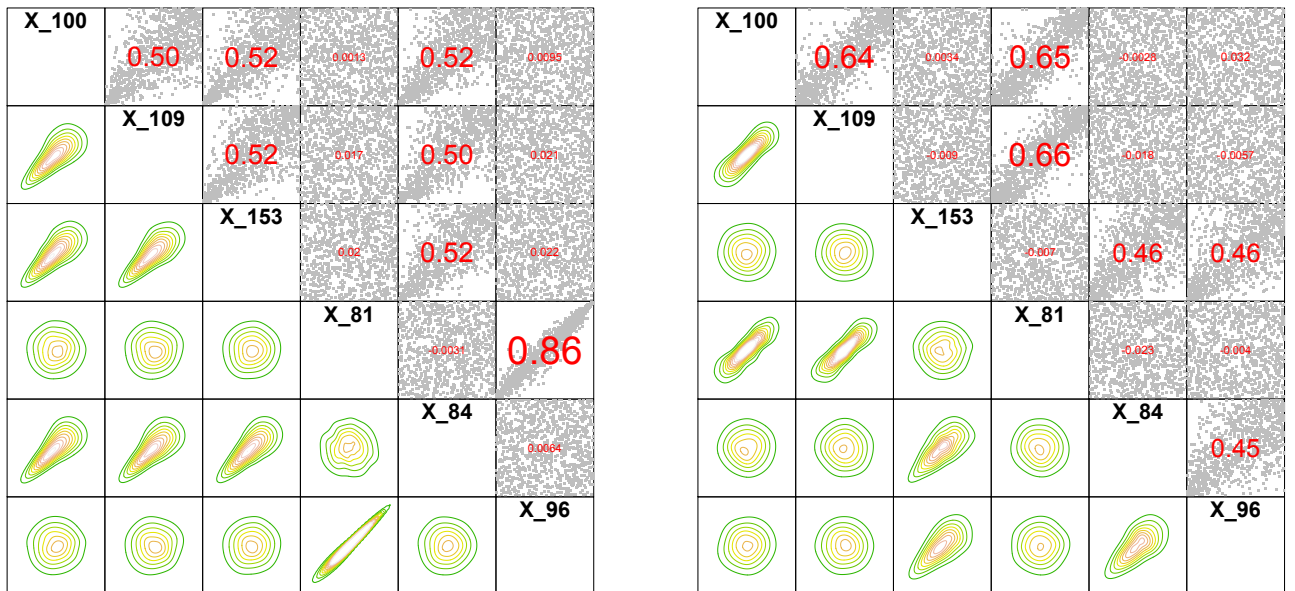 X_100 0.50 0.52 0.0013 0.52 0.0095
X_109 0.52 0.017 0.50 0.021
X_153 0.02 0.52 0.022
X_81 -0.0031 0.86
X_84 0.0064
X_96
X_100 0.64 0.0034 0.65 -0.0028 0.032
X_109 -0.009 0.66 -0.018 -0.0057
X_153 -0.007 0.46 0.46
X_81 -0.023 -0.004
X_84 0.45
X_96